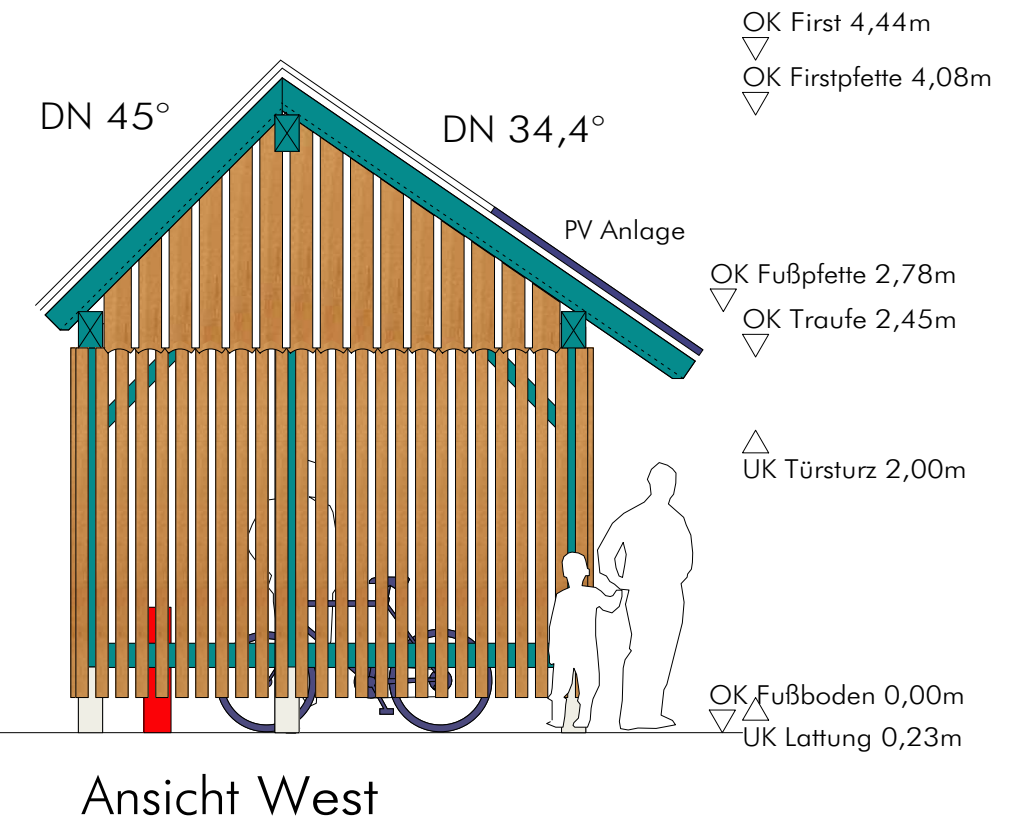 OK First 4,44m
OK Firstpfette 4,08m
DN 45°
DN 34,4°
PV Anlage
OK Fußpfette 2,78m
OK Traufe 2,45m
UK Türsturz 2,00m
OK Fußboden 0,00m
UK Lattung 0,23m
Ansicht West